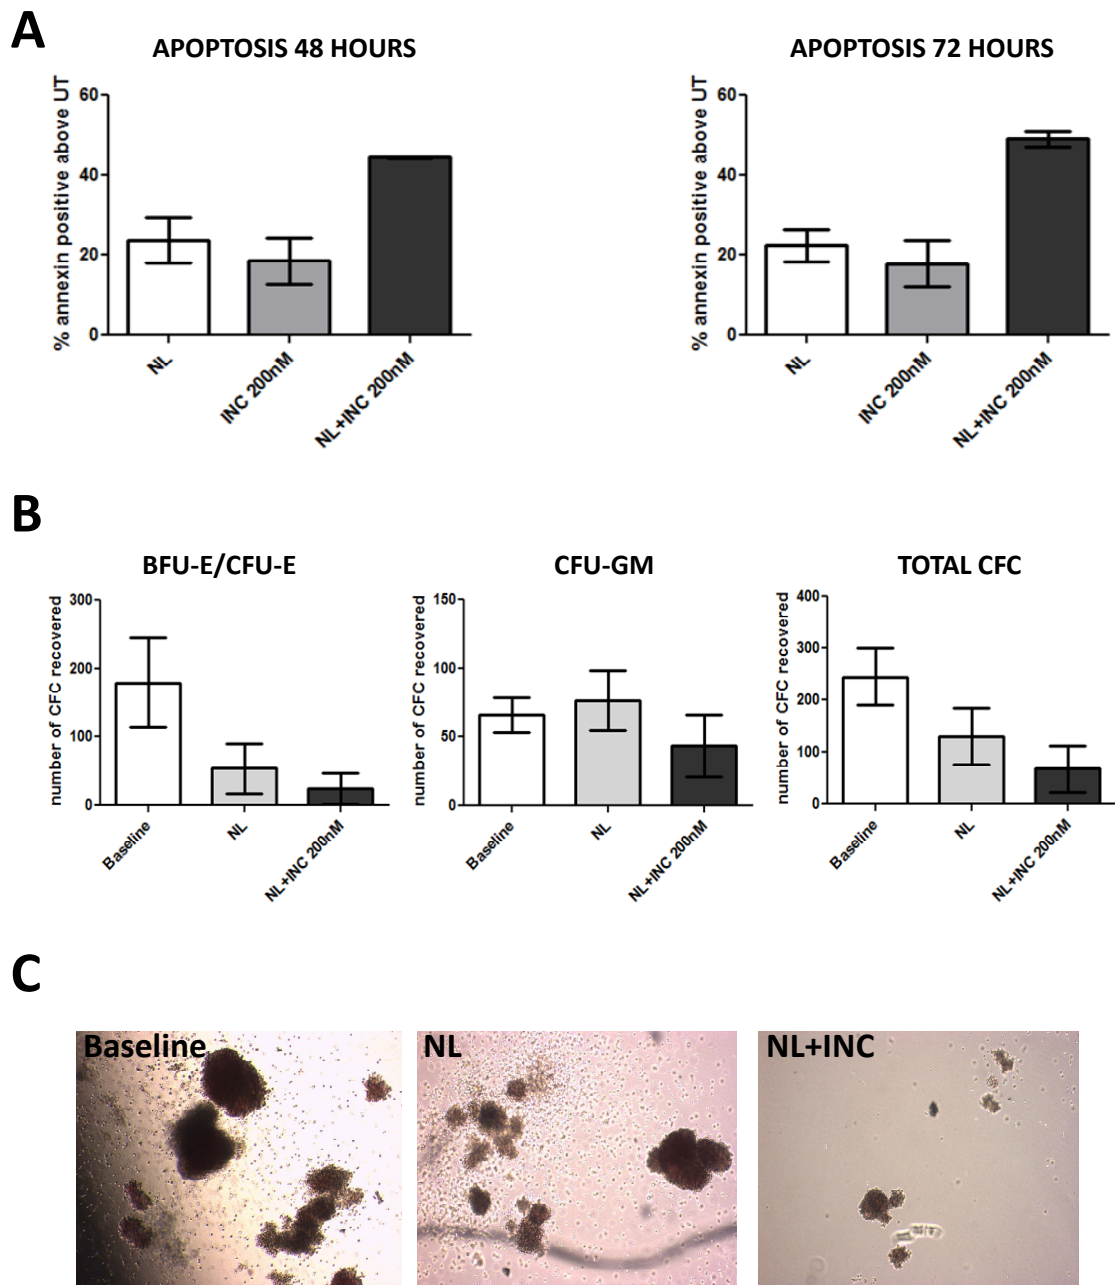 A
APOPTOSIS 48 HOURS
APOPTOSIS 72 HOURS
% annexin positive above UT
60
40
20
0
NL
INC 200nM
NL+INC 200nM
% annexin positive above UT
60
40
20
0
NL
INC 200nM
NL+INC 200nM
B
BFU-E/CFU-E
CFU-GM
TOTAL CFC
number of CFC recovered
300
200
100
0
Baseline
NL
NL+INC 200nM
number of CFC recovered
150
100
50
0
Baseline
NL
NL+INC 200nM
number of CFC recovered
400
300
200
100
0
Baseline
NL
NL+INC 200nM
C
Baseline
NL
NL+INC